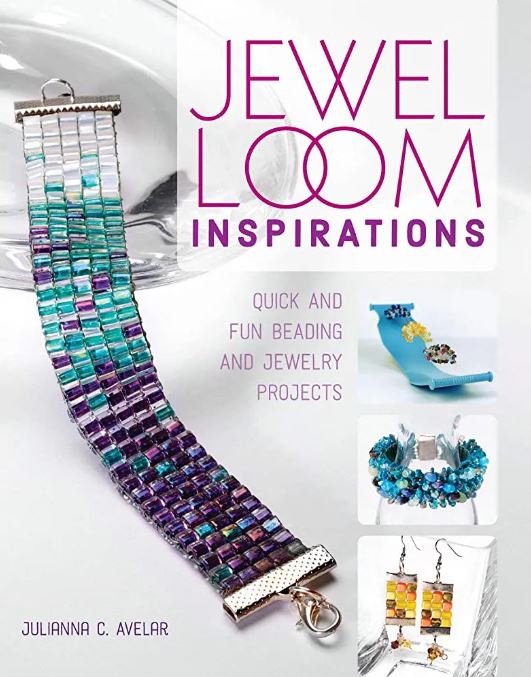 JEWEL
LOOM
INSPIRATIONS
QUICK AND
FUN BEADING
AND JEWELRY
PROJECTS
JULIANNA C. AVELAR